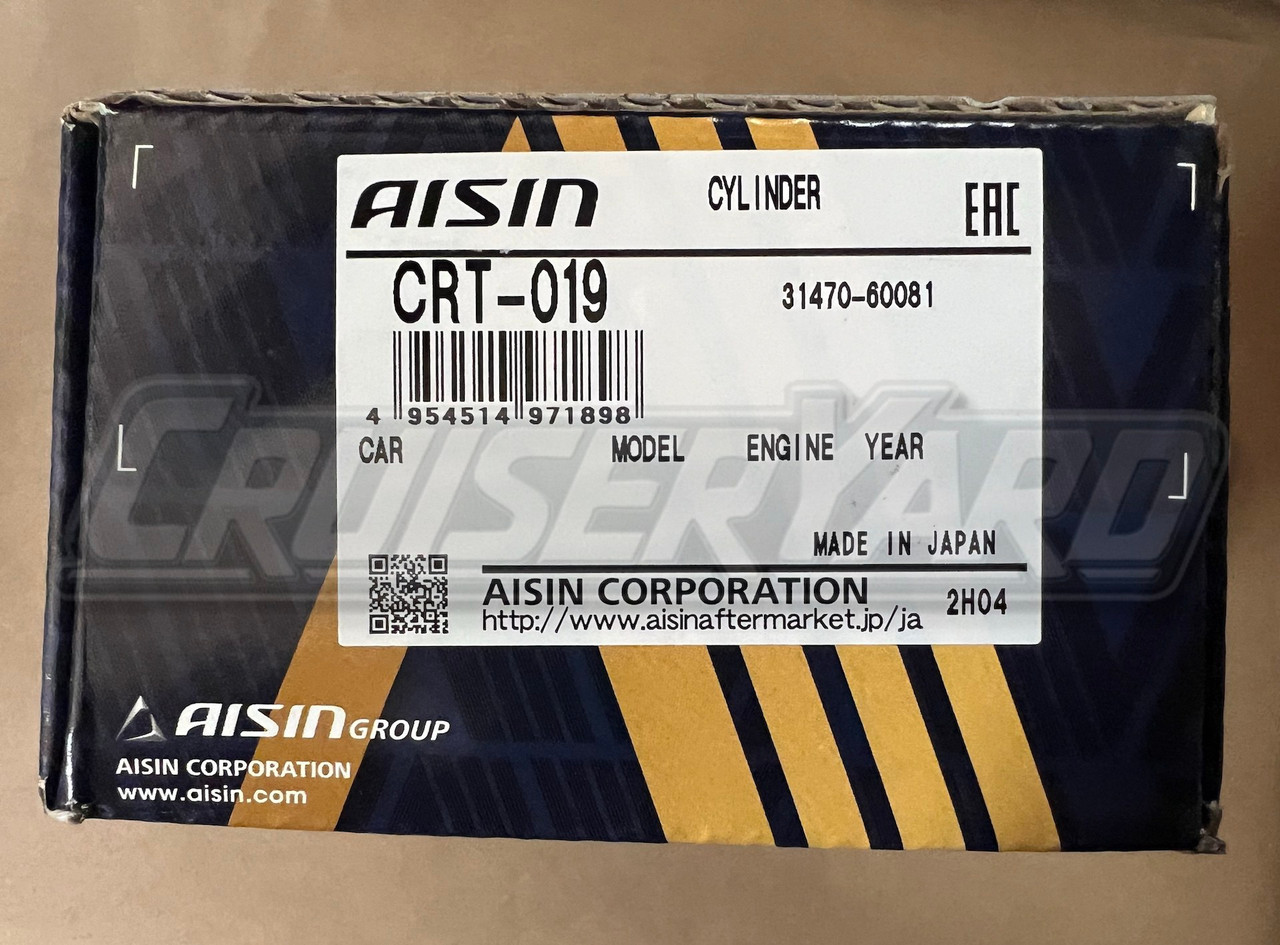 AISIN CYLINDER EAC
CRT-019 31470-60081
4 954514 971898
CAR MODEL ENGINE YEAR
CRUISERYARD
MADE IN JAPAN
AISIN CORPORATION 2H04
http://www.aisinaftermarket.jp/ja
AISIN GROUP
AISIN CORPORATION
www.aisin.com